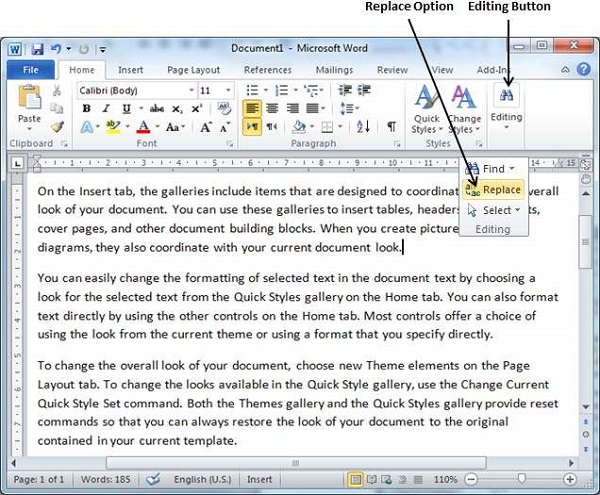 Replace Option Editing Button
Document1 - Microsoft Word
File Home Insert Page Layout References Mailings Review View Add-Ins
Calibri (Body) 11
Paste
B I U abc x₂ x²
Aa
Quick Styles Change Styles Editing
Clipboard Font Paragraph Styles
Find
Replace
Select
Editing
On the Insert tab, the galleries include items that are designed to coordinat erall
look of your document. You can use these galleries to insert tables, headers ts,
cover pages, and other document building blocks. When you create picture
diagrams, they also coordinate with your current document look.
You can easily change the formatting of selected text in the document text by choosing a
look for the selected text from the Quick Styles gallery on the Home tab. You can also format
text directly by using the other controls on the Home tab. Most controls offer a choice of
using the look from the current theme or using a format that you specify directly.
To change the overall look of your document, choose new Theme elements on the Page
Layout tab. To change the looks available in the Quick Style gallery, use the Change Current
Quick Style Set command. Both the Themes gallery and the Quick Styles gallery provide reset
commands so that you can always restore the look of your document to the original
contained in your current template.
Page: 1 of 1 Words: 185 English (U.S.) Insert 110%